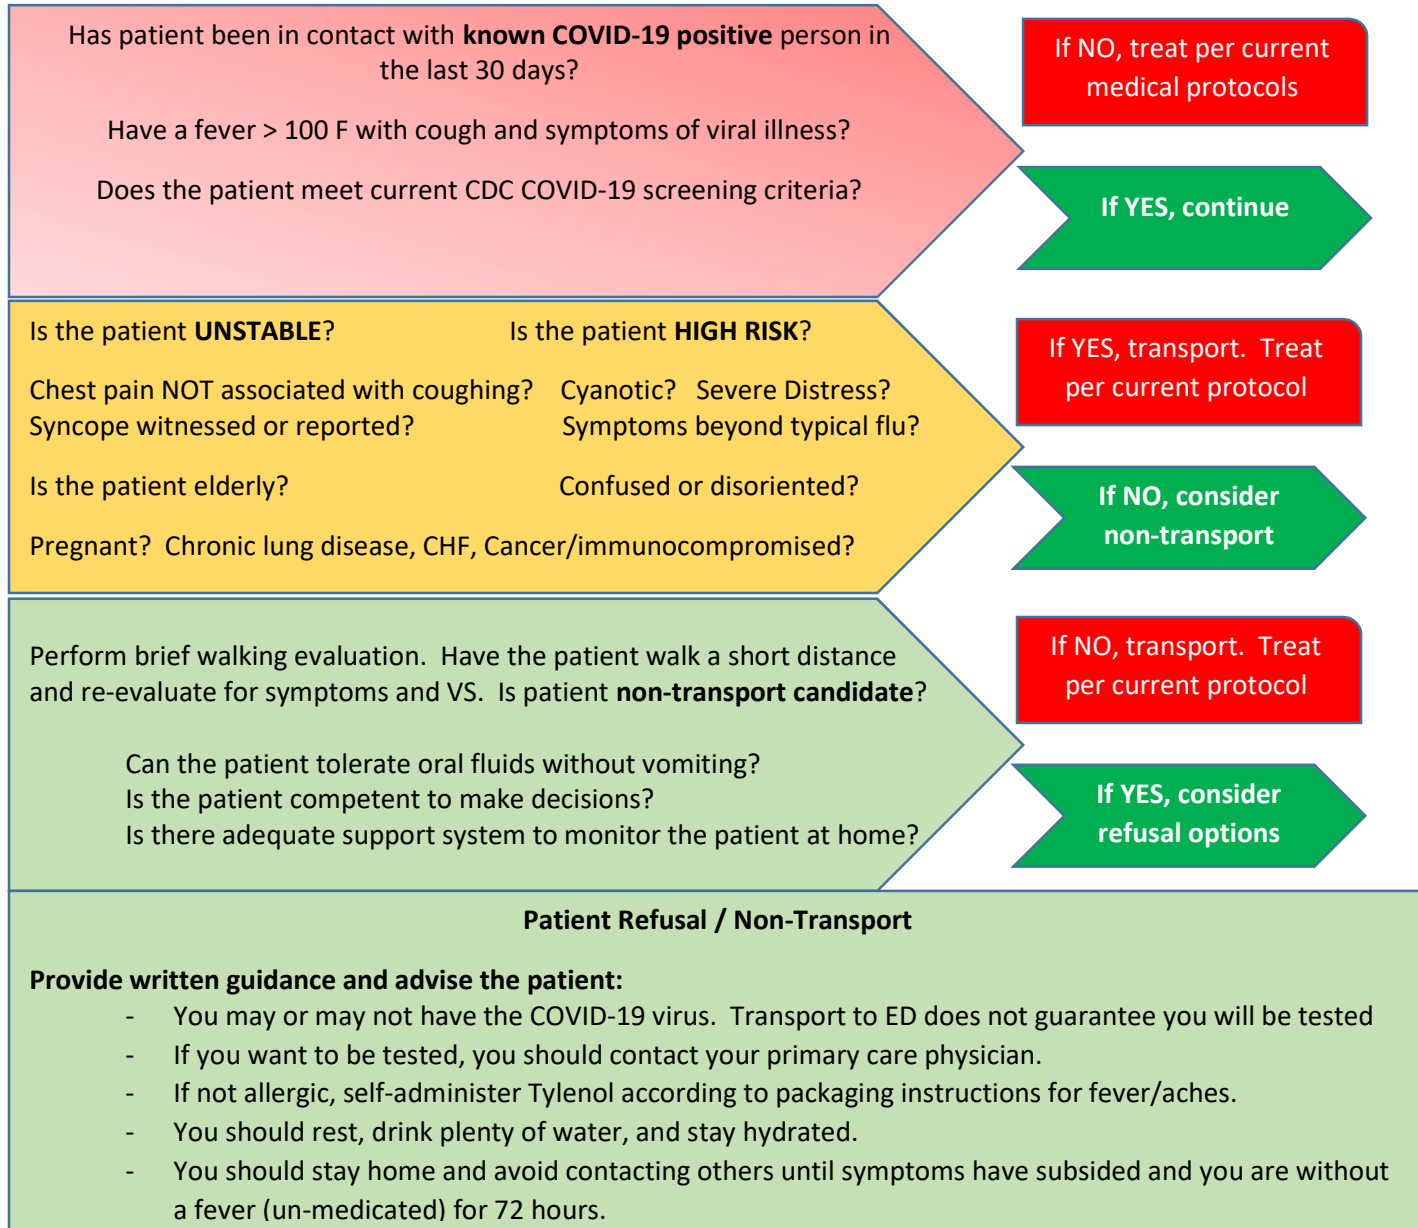 Has patient been in contact with known COVID-19 positive person in
the last 30 days?
Have a fever > 100 F with cough and symptoms of viral illness?
Does the patient meet current CDC COVID-19 screening criteria?
If NO, treat per current
medical protocols
If YES, continue
Is the patient UNSTABLE? Is the patient HIGH RISK?
Chest pain NOT associated with coughing? Cyanotic? Severe Distress?
Syncope witnessed or reported? Symptoms beyond typical flu?
Is the patient elderly? Confused or disoriented?
Pregnant? Chronic lung disease, CHF, Cancer/immunocompromised?
If YES, transport. Treat
per current protocol
If NO, consider
non-transport
Perform brief walking evaluation. Have the patient walk a short distance
and re-evaluate for symptoms and VS. Is patient non-transport candidate?
Can the patient tolerate oral fluids without vomiting?
Is the patient competent to make decisions?
Is there adequate support system to monitor the patient at home?
If NO, transport. Treat
per current protocol
If YES, consider
refusal options
Patient Refusal / Non-Transport
Provide written guidance and advise the patient:
- You may or may not have the COVID-19 virus. Transport to ED does not guarantee you will be tested
- If you want to be tested, you should contact your primary care physician.
- If not allergic, self-administer Tylenol according to packaging instructions for fever/aches.
- You should rest, drink plenty of water, and stay hydrated.
- You should stay home and avoid contacting others until symptoms have subsided and you are without
a fever (un-medicated) for 72 hours.